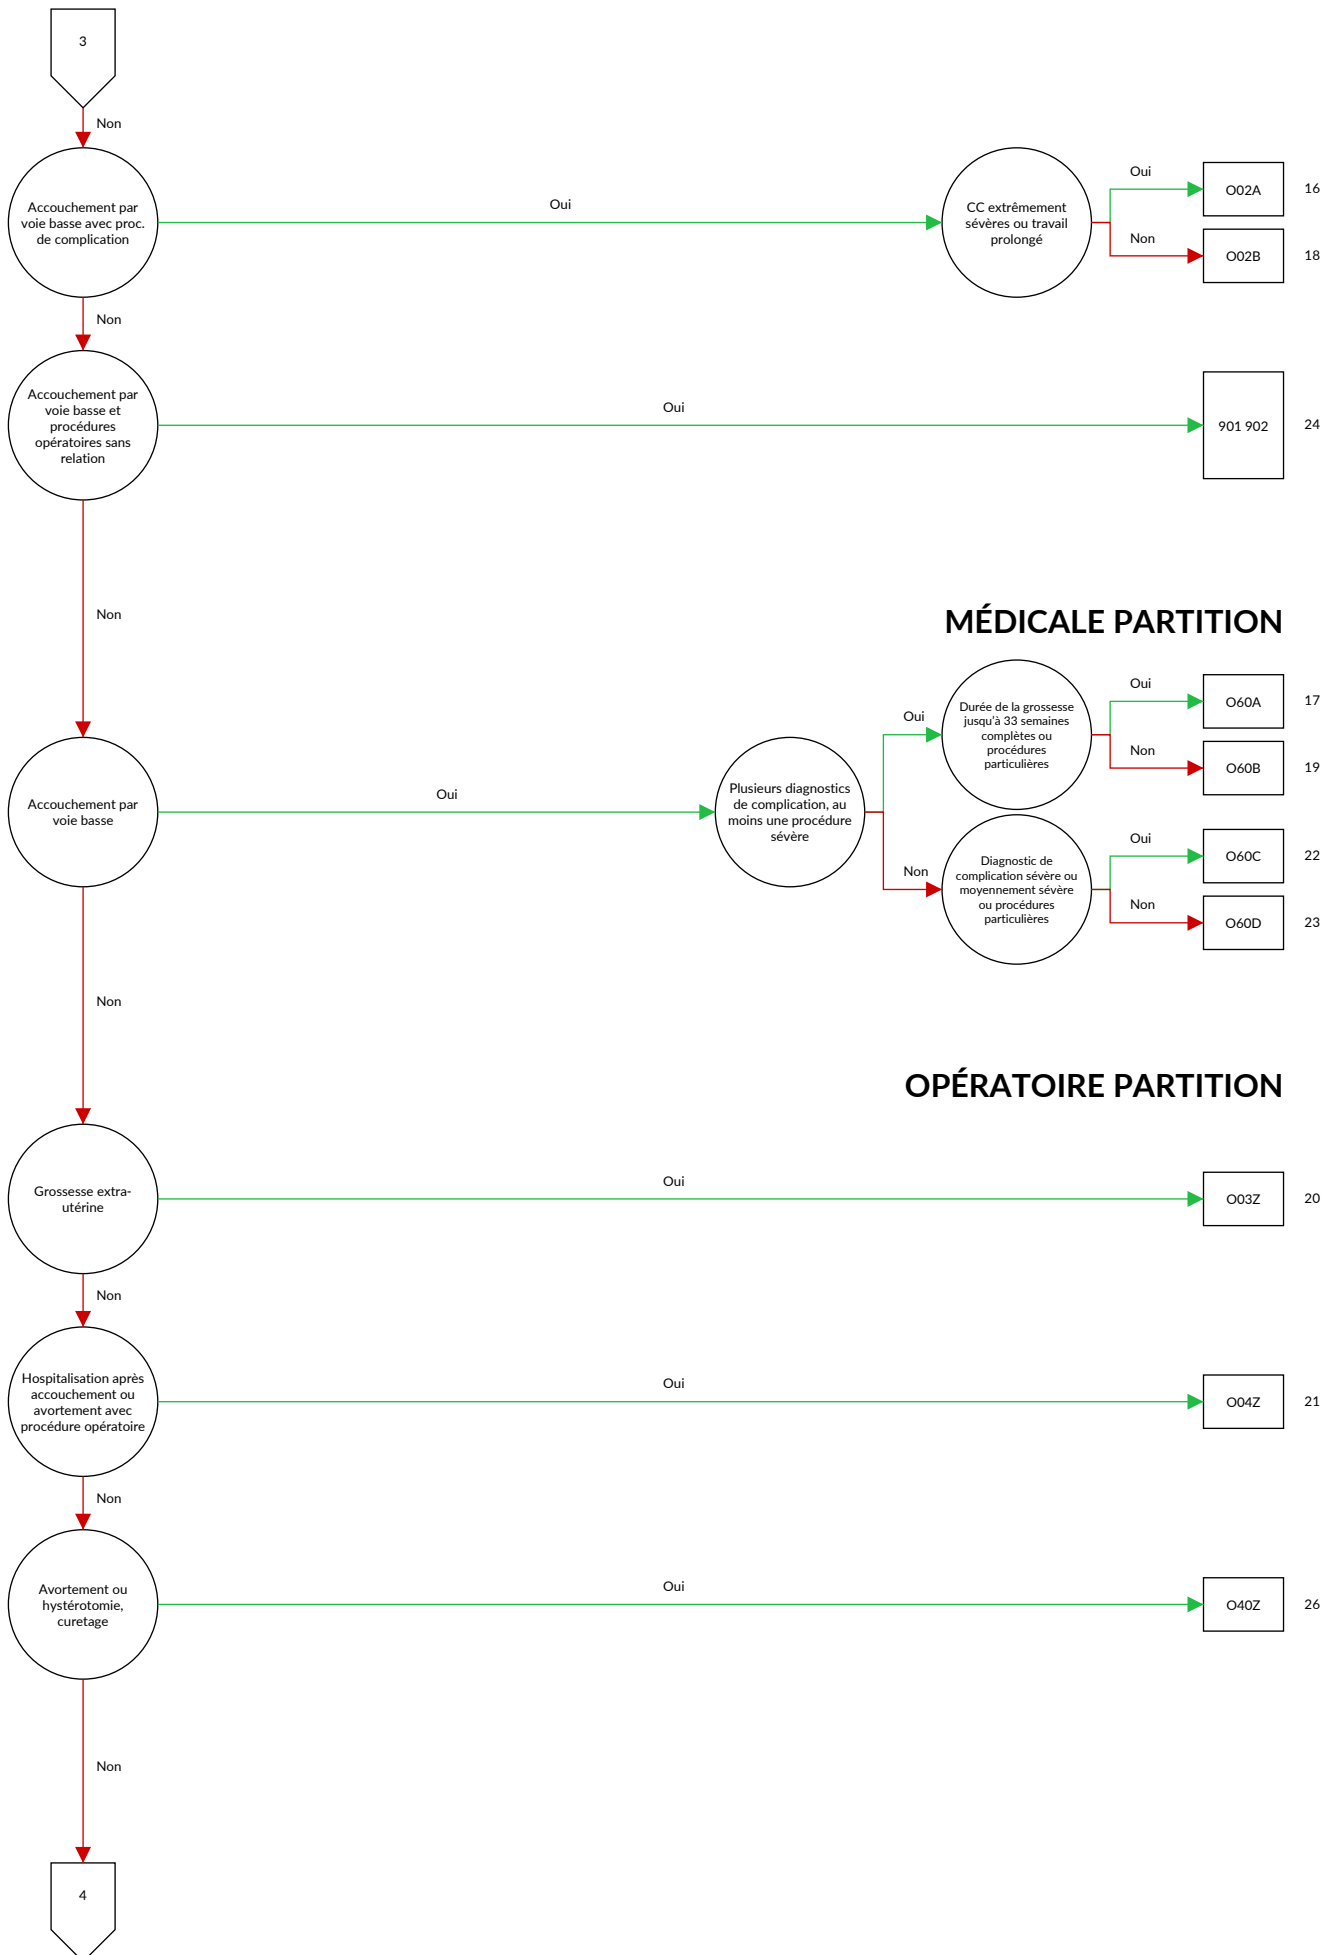 3
Non
Accouchement par
voie basse avec proc.
de complication
Oui
CC extrêmement
sévères ou travail
prolongé
Oui
O02A
16
Non
O02B
18
Non
Accouchement par
voie basse et
procédures
opératoires sans
relation
Oui
901 902
24
Non
MÉDICALE PARTITION
Accouchement par
voie basse
Oui
Plusieurs diagnostics
de complication, au
moins une procédure
sévère
Oui
Durée de la grossesse
jusqu'à 33 semaines
complètes ou
procédures
particulières
Oui
O60A
17
Non
O60B
19
Non
Diagnostic de
complication sévère ou
moyennement sévère
ou procédures
particulières
Oui
O60C
22
Non
O60D
23
Non
OPÉRATOIRE PARTITION
Grossesse extra-
utérine
Oui
O03Z
20
Non
Hospitalisation après
accouchement ou
avortement avec
procédure opératoire
Oui
O04Z
21
Non
Avortement ou
hystérotomie,
curetage
Oui
O40Z
26
Non
4